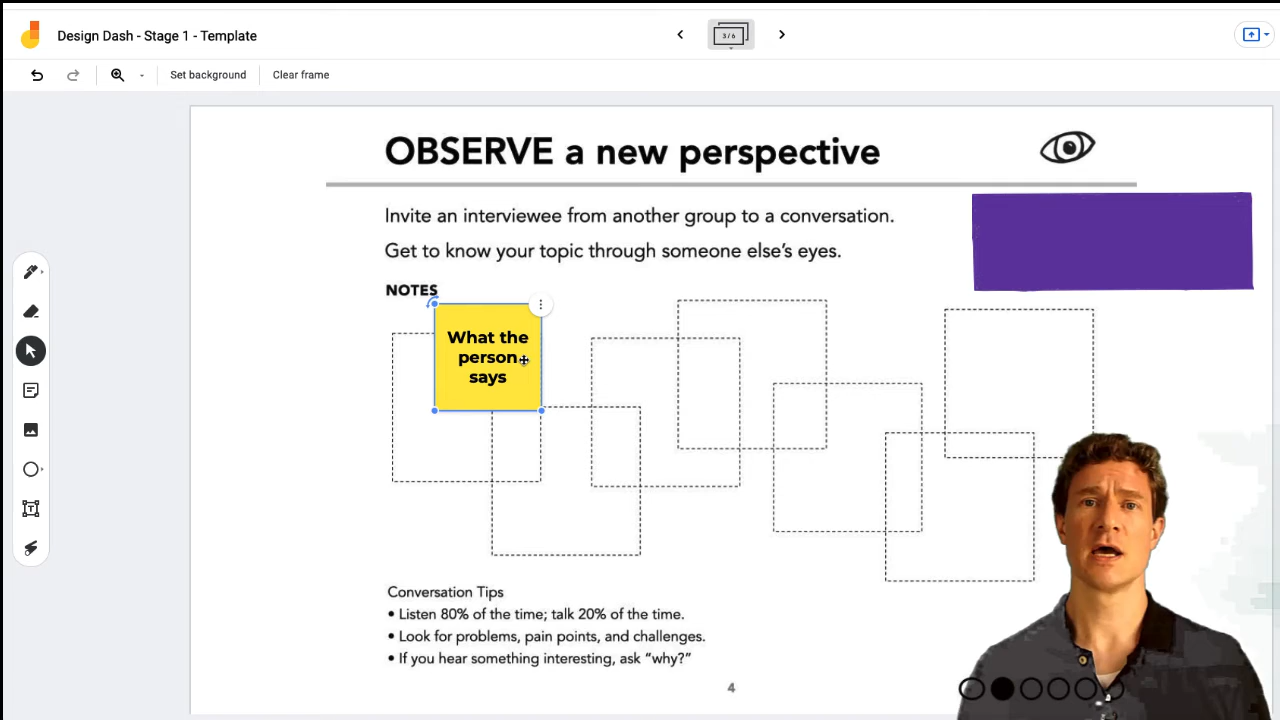 Design Dash - Stage 1 - Template
3 / 6
Set background
Clear frame
OBSERVE a new perspective
Invite an interviewee from another group to a conversation.
Get to know your topic through someone else's eyes.
NOTES
What the
person
says
Conversation Tips
• Listen 80% of the time; talk 20% of the time.
• Look for problems, pain points, and challenges.
• If you hear something interesting, ask “why?”
4
T